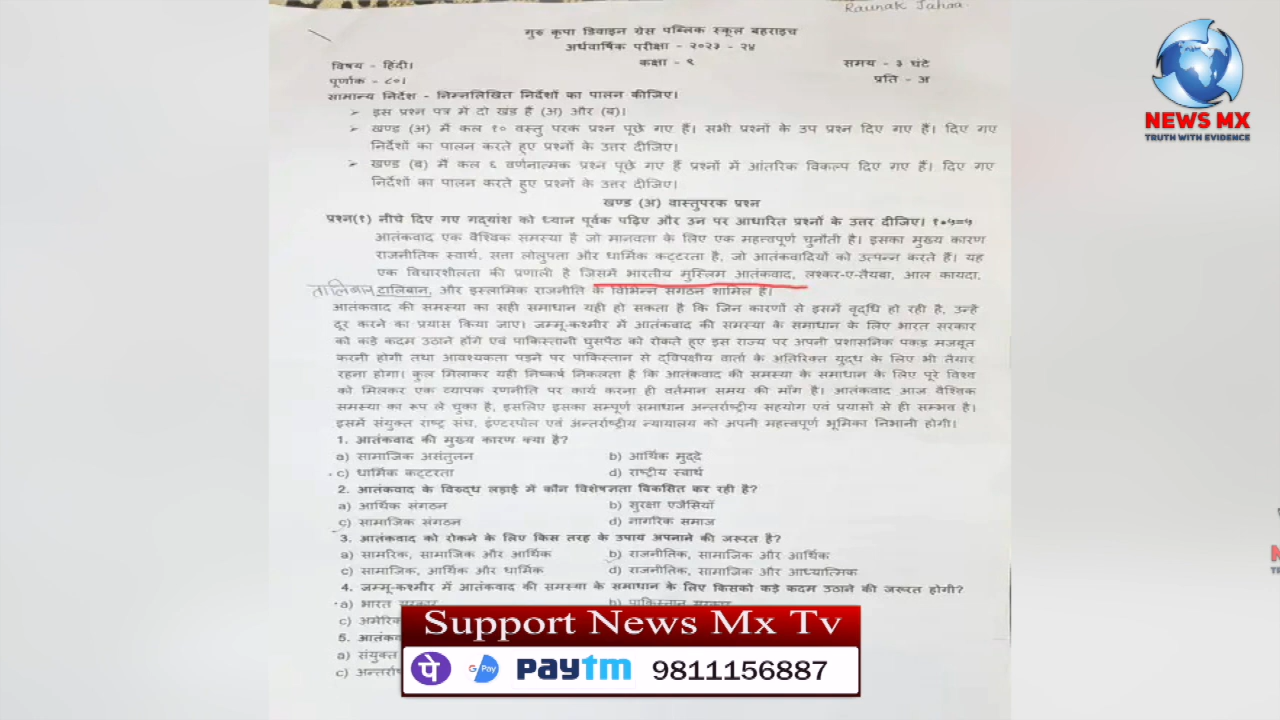 Raunak Jahaa
गुरु कृपा डिवाइन ग्रेस पब्लिक स्कूल बहराइच
अर्धवार्षिक परीक्षा - २०२३ - २४
विषय - हिंदी। कक्षा - ९ समय - ३ घंटे
पूर्णांक - ८०। प्रति - अ
सामान्य निर्देश - निम्नलिखित निर्देशों का पालन कीजिए।
➢ इस प्रश्न पत्र में दो खंड हैं (अ) और (ब)।
➢ खण्ड (अ) में कल १० वस्तु परक प्रश्न पूछे गए हैं। सभी प्रश्नों के उप प्रश्न दिए गए हैं। दिए गए
निर्देशों का पालन करते हुए प्रश्नों के उत्तर दीजिए।
➢ खण्ड (ब) में कल ६ वर्णनात्मक प्रश्न पूछे गए हैं प्रश्नों में आंतरिक विकल्प दिए गए हैं। दिए गए
निर्देशों का पालन करते हुए प्रश्नों के उत्तर दीजिए।
खण्ड (अ) वास्तुपरक प्रश्न
प्रश्न(१) नीचे दिए गए गद्यांश को ध्यान पूर्वक पढ़िए और उन पर आधारित प्रश्नों के उत्तर दीजिए। १*५=५
आतंकवाद एक वैश्विक समस्या है जो मानवता के लिए एक महत्त्वपूर्ण चुनौती है। इसका मुख्य कारण
राजनीतिक स्वार्थ, सत्ता लोलुपता और धार्मिक कट्टरता है, जो आतंकवादियों को उत्पन्न करते हैं। यह
एक विचारशीलता की प्रणाली है जिसमें भारतीय मुस्लिम आतंकवाद, लश्कर-ए-सैयबा, आल कायदा,
तालिबान टालिबान, और इस्लामिक राजनीति के विभिन्न संगठन शामिल हैं।
आतंकवाद की समस्या का सही समाधान यही हो सकता है कि जिन कारणों से इसमें वृद्धि हो रही है, उन्हें
दूर करने का प्रयास किया जाए। जम्मू-कश्मीर में आतंकवाद की समस्या के समाधान के लिए भारत सरकार
को कड़े कदम उठाने होंगे एवं पाकिस्तानी घुसपैठ को रोकते हुए इस राज्य पर अपनी प्रशासनिक पकड़ मजबूत
करनी होगी तथा आवश्यकता पड़ने पर पाकिस्तान से द्विपक्षीय वार्ता के अतिरिक्त युद्ध के लिए भी तैयार
रहना होगा। कुल मिलाकर यही निष्कर्ष निकलता है कि आतंकवाद की समस्या के समाधान के लिए पूरे विश्व
को मिलकर एक व्यापक रणनीति पर कार्य करना ही वर्तमान समय की माँग है। आतंकवाद आज वैश्विक
समस्या का रूप ले चुका है, इसलिए इसका सम्पूर्ण समाधान अन्तर्राष्ट्रीय सहयोग एवं प्रयासों से ही सम्भव है।
इसमें संयुक्त राष्ट्र संघ, इंण्टरपोल एवं अन्तर्राष्ट्रीय न्यायालय को अपनी महत्त्वपूर्ण भूमिका निभानी होगी।
1. आतंकवाद की मुख्य कारण क्या है?
a) सामाजिक असंतुलन b) आर्थिक मुद्दे
c) धार्मिक कट्टरता d) राष्ट्रीय स्वार्थ
2. आतंकवाद के विरुद्ध लड़ाई में कौन विशेषनता विकसित कर रही है?
a) आर्थिक संगठन b) सुरक्षा एजेंसियाँ
c) सामाजिक संगठन d) नागरिक समाज
3. आतंकवाद को रोकने के लिए किस तरह के उपाय अपनाने की जरूरत है?
a) सामरिक, सामाजिक और आर्थिक b) राजनीतिक, सामाजिक और आर्थिक
c) सामाजिक, आर्थिक और धार्मिक d) राजनीतिक, सामाजिक और आध्यात्मिक
4. जम्मू-कश्मीर में आतंकवाद की समस्या के समाधान के लिए किसको कड़े कदम उठाने की जरूरत होगी?
a) भारत सरकार b) पाकिस्तान सरकार
c)
5.
a) संयुक्त
c)
NEWS MX
TRUTH WITH EVIDENCE
Support News Mx Tv
पे G Pay paytm 9811156887